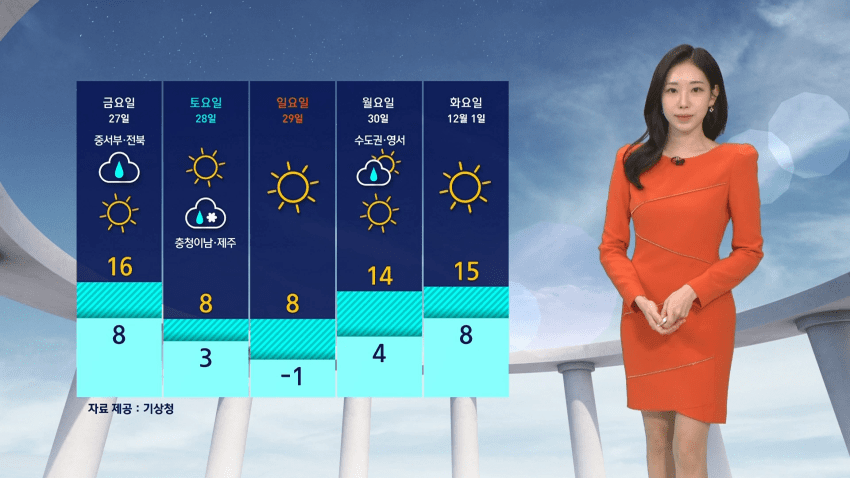 금요일
27일
중서부·전북
16
8
토요일
28일
충청이남·제주
8
3
일요일
29일
8
-1
월요일
30일
수도권·영서
14
4
화요일
12월 1일
15
8
자료 제공 : 기상청